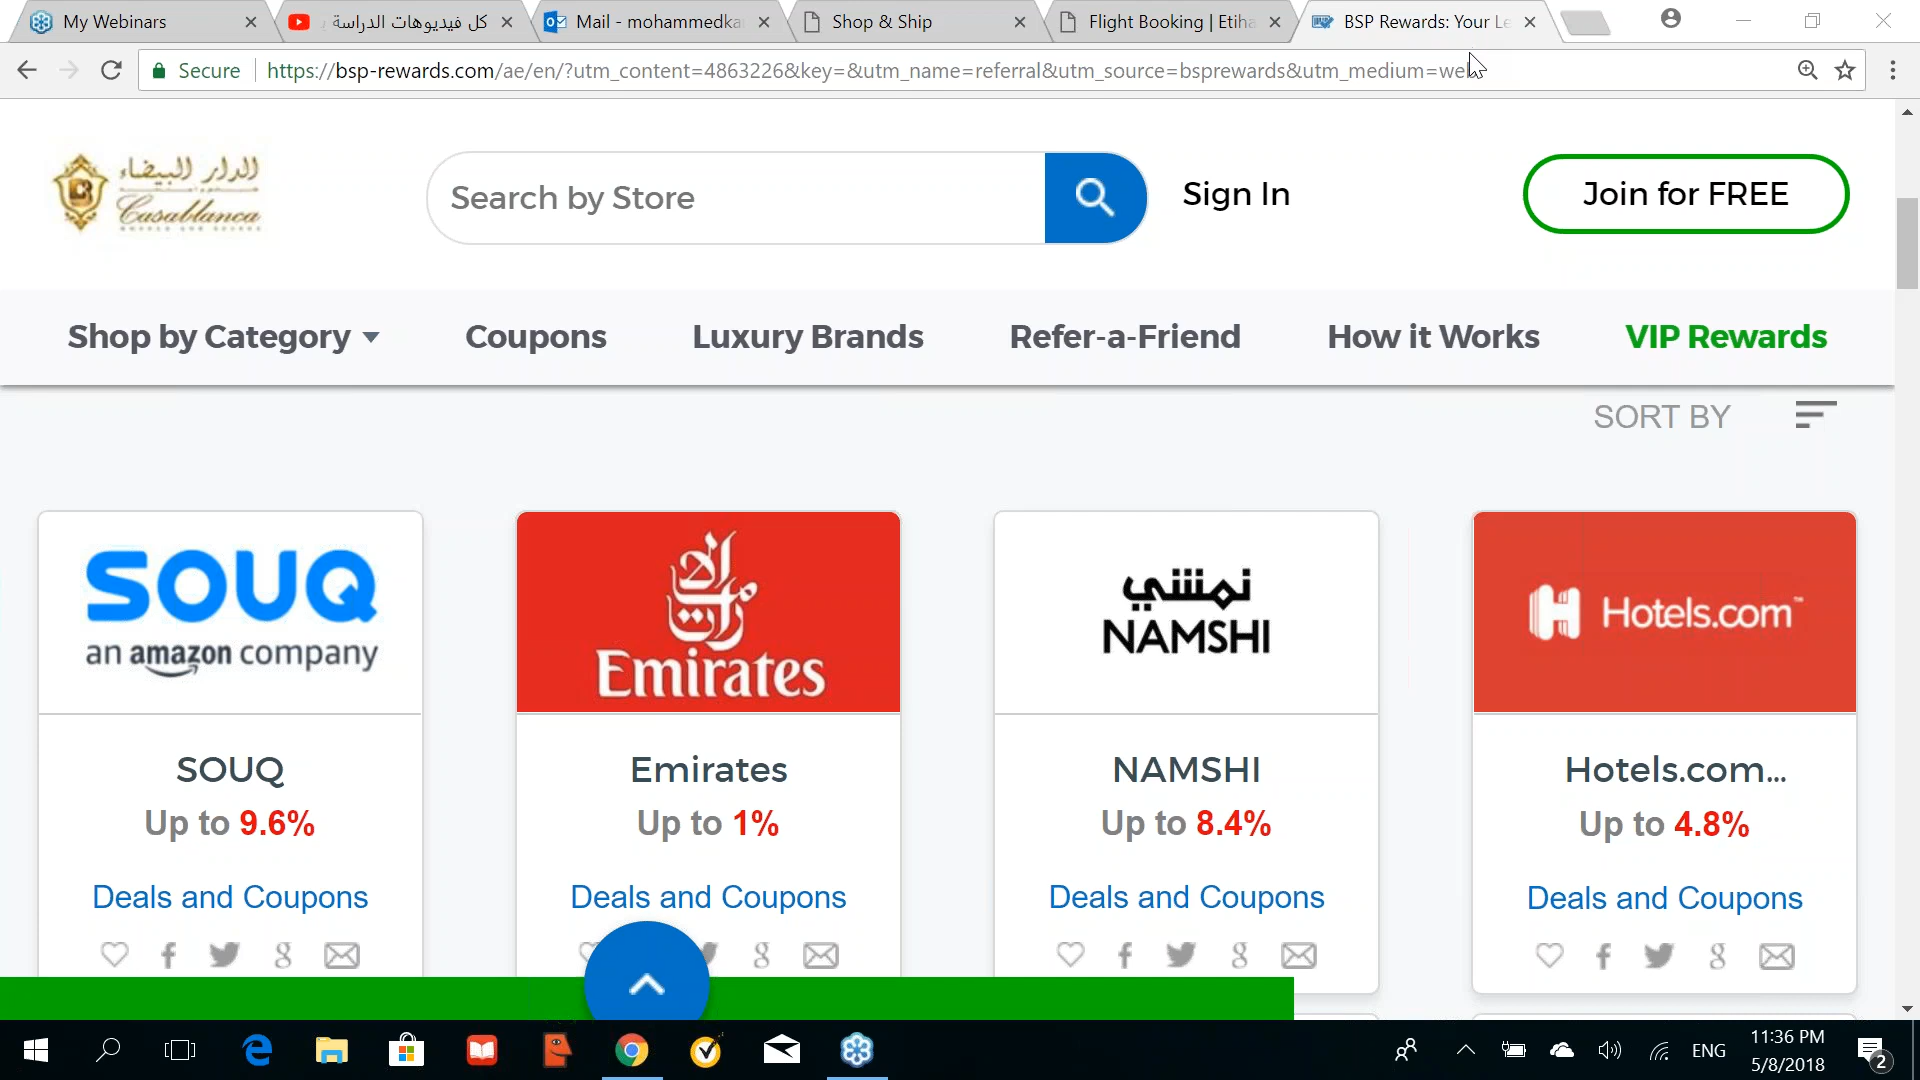 My Webinars
كل فيديوهات الدراسة
Mail - mohammedka
Shop & Ship
Flight Booking | Etiha
BSP Rewards: Your Le
Secure
https://bsp-rewards.com/ae/en/?utm_content=4863226&key=&utm_name=referral&utm_source=bsprewards&utm_medium=we
الدار البيضاء
Casablanca
Search by Store
Sign In
Join for FREE
Shop by Category
Coupons
Luxury Brands
Refer-a-Friend
How it Works
VIP Rewards
SORT BY
SOUQ
an amazon company
الإمارات
Emirates
نمشي
NAMSHI
Hotels.com™
SOUQ
Up to 9.6%
Deals and Coupons
Emirates
Up to 1%
Deals and Coupons
NAMSHI
Up to 8.4%
Deals and Coupons
Hotels.com...
Up to 4.8%
Deals and Coupons
ENG
11:36 PM
5/8/2018
2